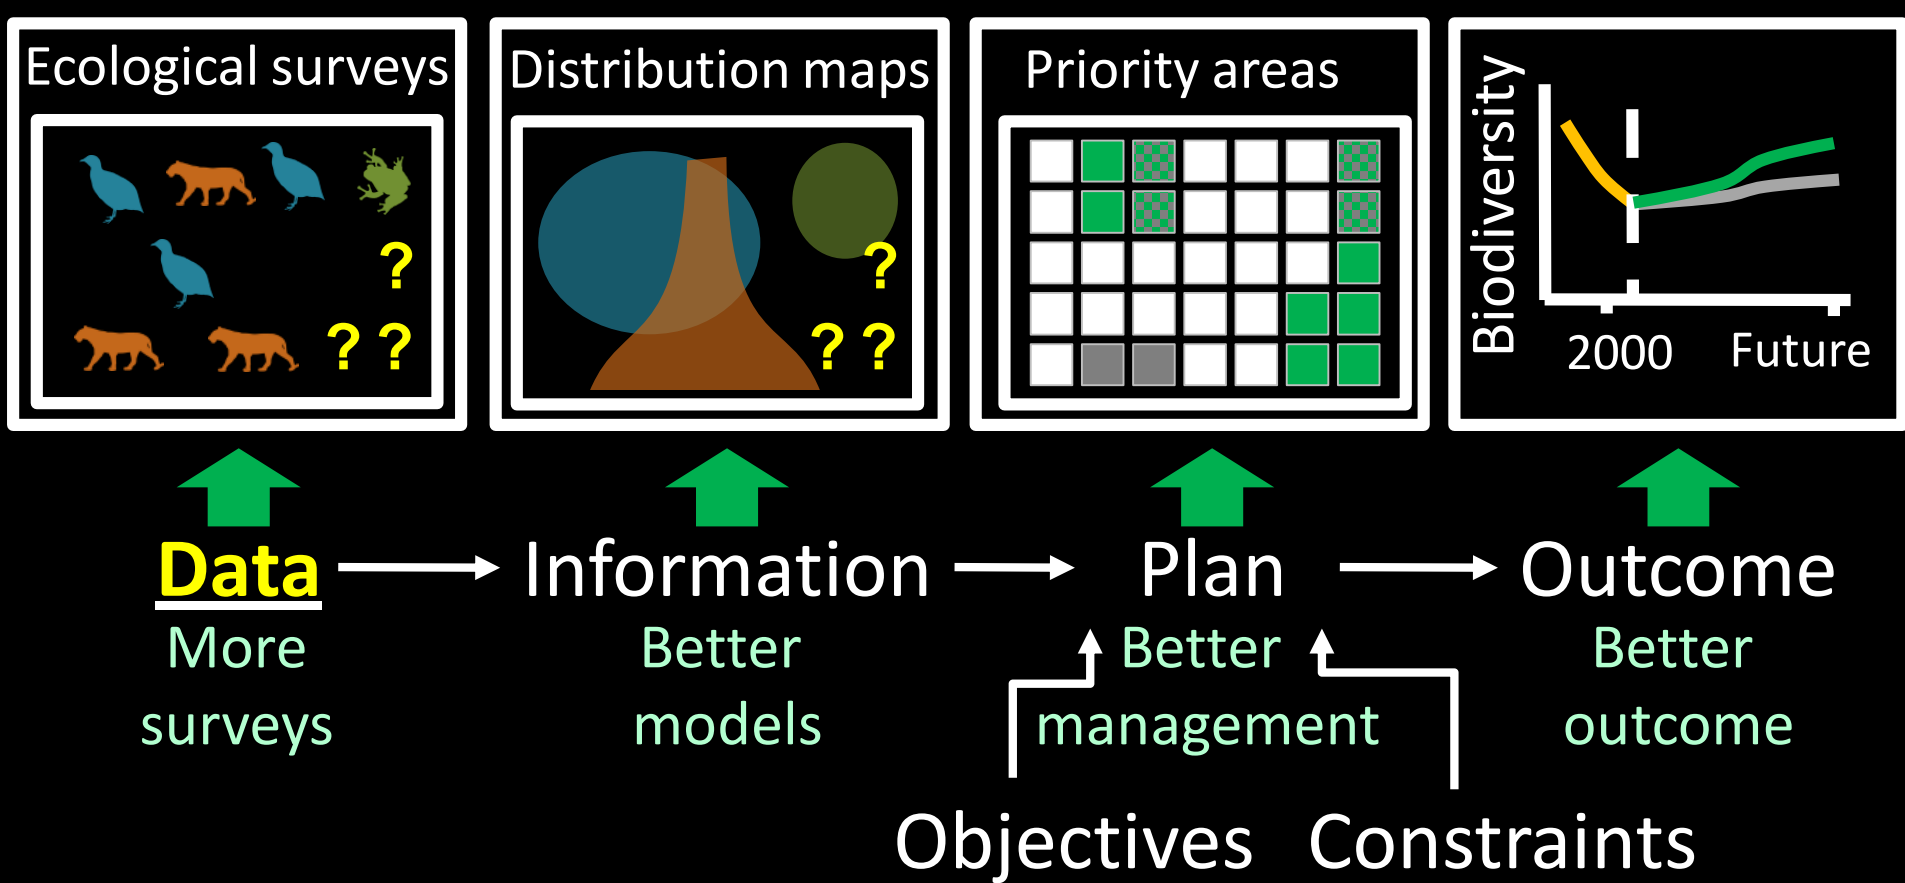 Ecological surveys
?
? ?
Distribution maps
?
? ?
Priority areas
Biodiversity
2000 Future
Data Information Plan Outcome
More surveys
Better models
Better management
Better outcome
Objectives Constraints